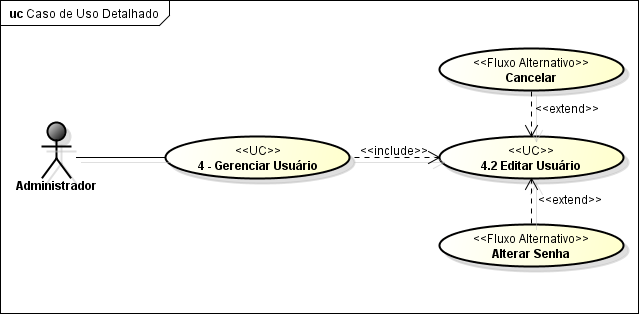 uc Caso de Uso Detalhado
<<Fluxo Alternativo>>
Cancelar
<<extend>>
<<UC>>
4 - Gerenciar Usuário
<<include>>
<<UC>>
4.2 Editar Usuário
Administrador
<<extend>>
<<Fluxo Alternativo>>
Alterar Senha